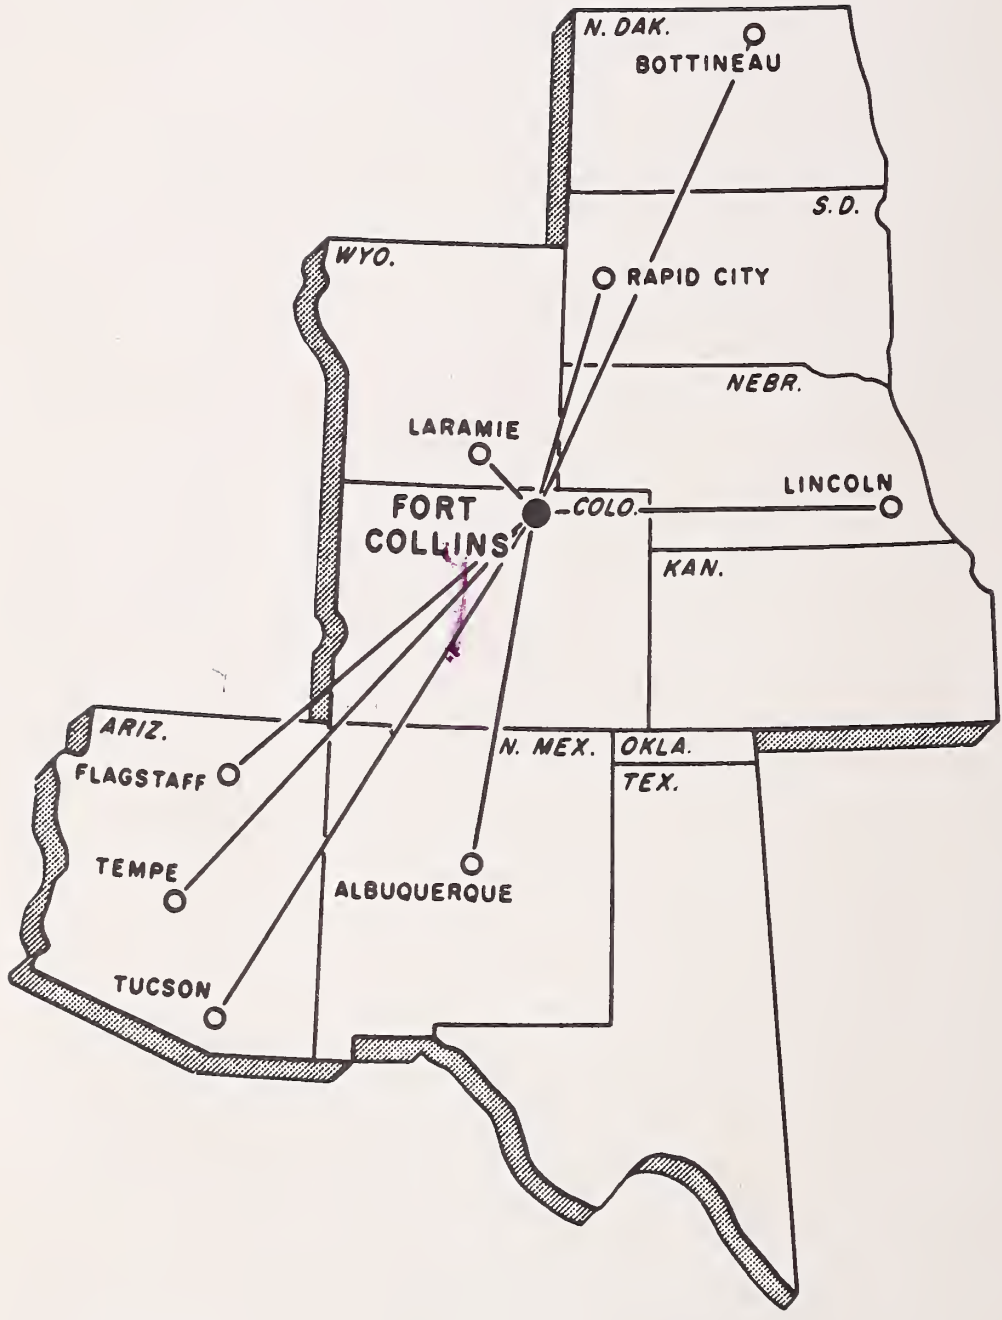 N. DAK.
BOTTINEAU
S.D.
WYO.
RAPID CITY
NEBR.
LARAMIE
LINCOLN
FORT
COLLINS
COLO.
KAN.
ARIZ.
N. MEX.
OKLA.
TEX.
FLAGSTAFF
TEMPE
ALBUQUERQUE
TUCSON